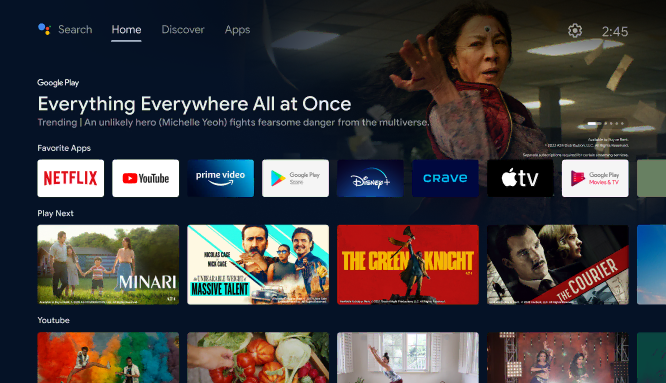 Search Home Discover Apps 2:45
Google Play
Everything Everywhere All at Once
Trending | An unlikely hero (Michelle Yeoh) fights fearsome danger from the multiverse.
Available to Buy or Rent.
© 2022 A24 Distribution, LLC. All Rights Reserved.
Separate subscriptions required for certain streaming services.
Favorite Apps
NETFLIX YouTube prime video Google Play Store Disney+ CRAVE tv Google Play Movies & TV
Play Next
MINARI
A24
NICOLAS CAGE
NICK CAGE
THE UNBEARABLE WEIGHT OF
MASSIVE TALENT
THE GREEN KNIGHT
THE COURIER
Youtube